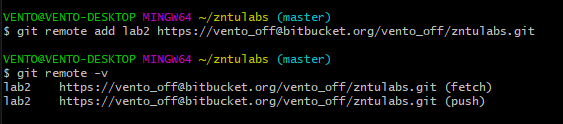 VENTO@VENTO-DESKTOP MINGW64 ~/zntulabs (master)
$ git remote add lab2 https://vento_off@bitbucket.org/vento_off/zntulabs.git
VENTO@VENTO-DESKTOP MINGW64 ~/zntulabs (master)
$ git remote -v
lab2    https://vento_off@bitbucket.org/vento_off/zntulabs.git (fetch)
lab2    https://vento_off@bitbucket.org/vento_off/zntulabs.git (push)